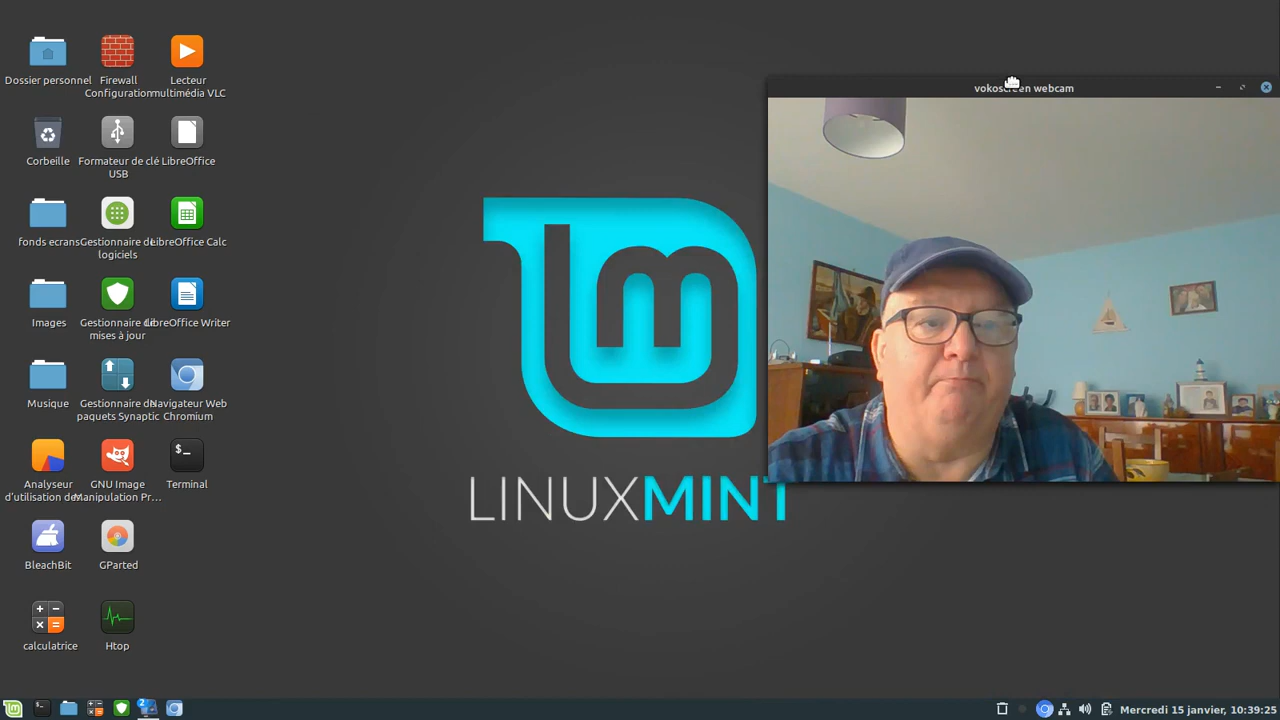 Dossier personnel
Firewall
Configuration
Lecteur
multimédia VLC
Corbeille
Formateur de clé
USB
LibreOffice
fonds ecrans
Gestionnaire de
logiciels
LibreOffice Calc
Images
Gestionnaire de
mises à jour
LibreOffice Writer
Musique
Gestionnaire de
paquets Synaptic
Navigateur Web
Chromium
Analyseur
d'utilisation de
GNU Image
Manipulation Pr...
Terminal
BleachBit
GParted
calculatrice
Htop
vokoscreen webcam
LINUXMINT
2
Mercredi 15 janvier, 10:39:25